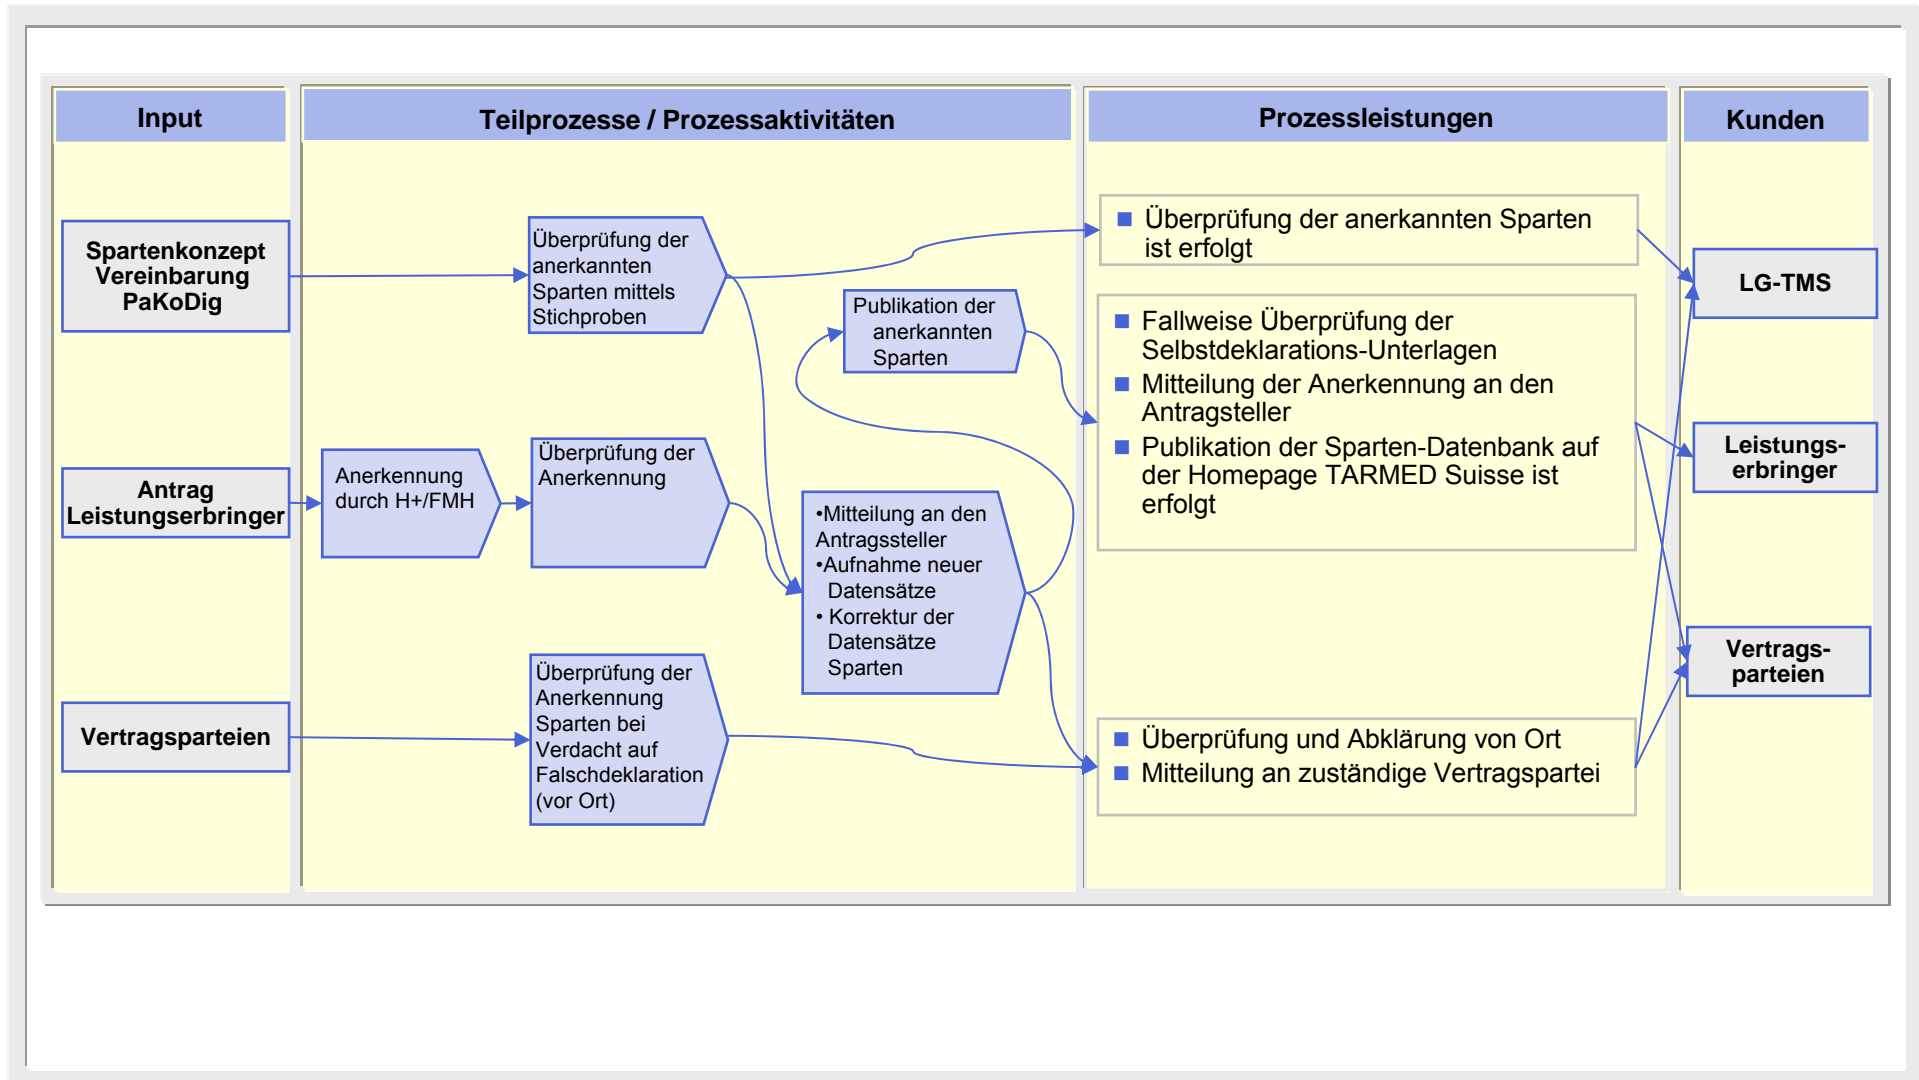 Input
Teilprozesse / Prozessaktivitäten
Prozessleistungen
Kunden
Spartenkonzept
Vereinbarung
PaKoDig
Antrag
Leistungserbringer
Vertragsparteien
Überprüfung der
anerkannten
Sparten mittels
Stichproben
Anerkennung
durch H+/FMH
Überprüfung der
Anerkennung
Überprüfung der
Anerkennung
Sparten bei
Verdacht auf
Falschdeklaration
(vor Ort)
Publikation der
anerkannten
Sparten
•Mitteilung an den
Antragssteller
•Aufnahme neuer
Datensätze
• Korrektur der
Datensätze
Sparten
■ Überprüfung der anerkannten Sparten
ist erfolgt
■ Fallweise Überprüfung der
Selbstdeklarations-Unterlagen
■ Mitteilung der Anerkennung an den
Antragsteller
■ Publikation der Sparten-Datenbank auf
der Homepage TARMED Suisse ist
erfolgt
■ Überprüfung und Abklärung von Ort
■ Mitteilung an zuständige Vertragspartei
LG-TMS
Leistungs-
erbringer
Vertrags-
parteien